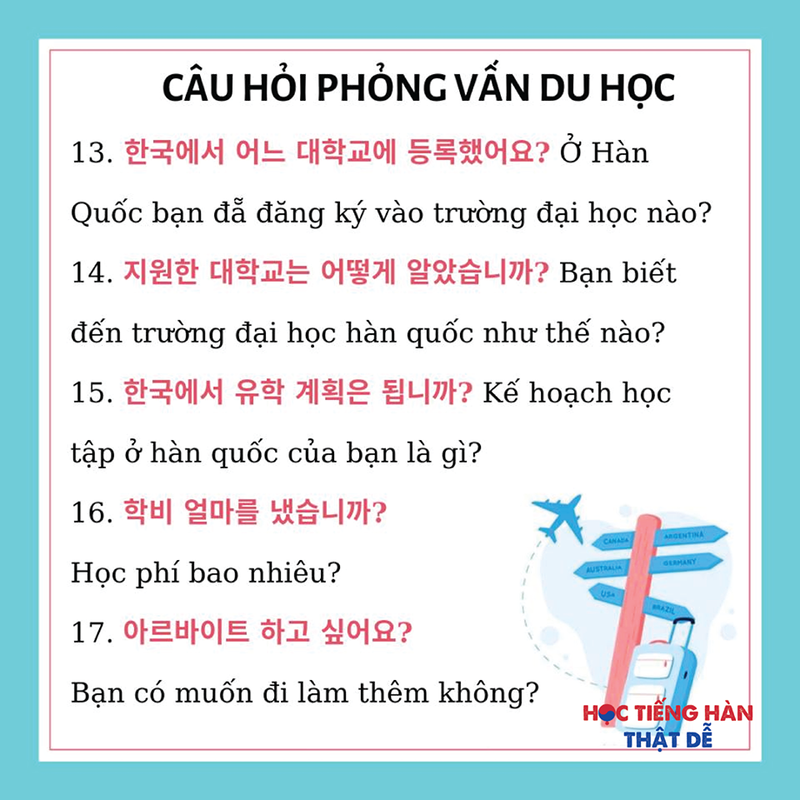 CÂU HỎI PHỎNG VẤN DU HỌC
13. 한국에서 어느 대학교에 등록했어요? Ở Hàn
Quốc bạn đẵ đăng ký vào trường đại học nào?
14. 지원한 대학교는 어떻게 알았습니까? Bạn biết
đến trường đại học hàn quốc như thế nào?
15. 한국에서 유학 계획은 됩니까? Kế hoạch học
tập ở hàn quốc của bạn là gì?
16. 학비 얼마를 냈습니까?
Học phí bao nhiêu?
17. 아르바이트 하고 싶어요?
Bạn có muốn đi làm thêm không?
CANADA
ARGENTINA
AUSTRALIA
GERMANY
USA
BRAZIL
HỌC TIẾNG HÀN
THẬT DỄ